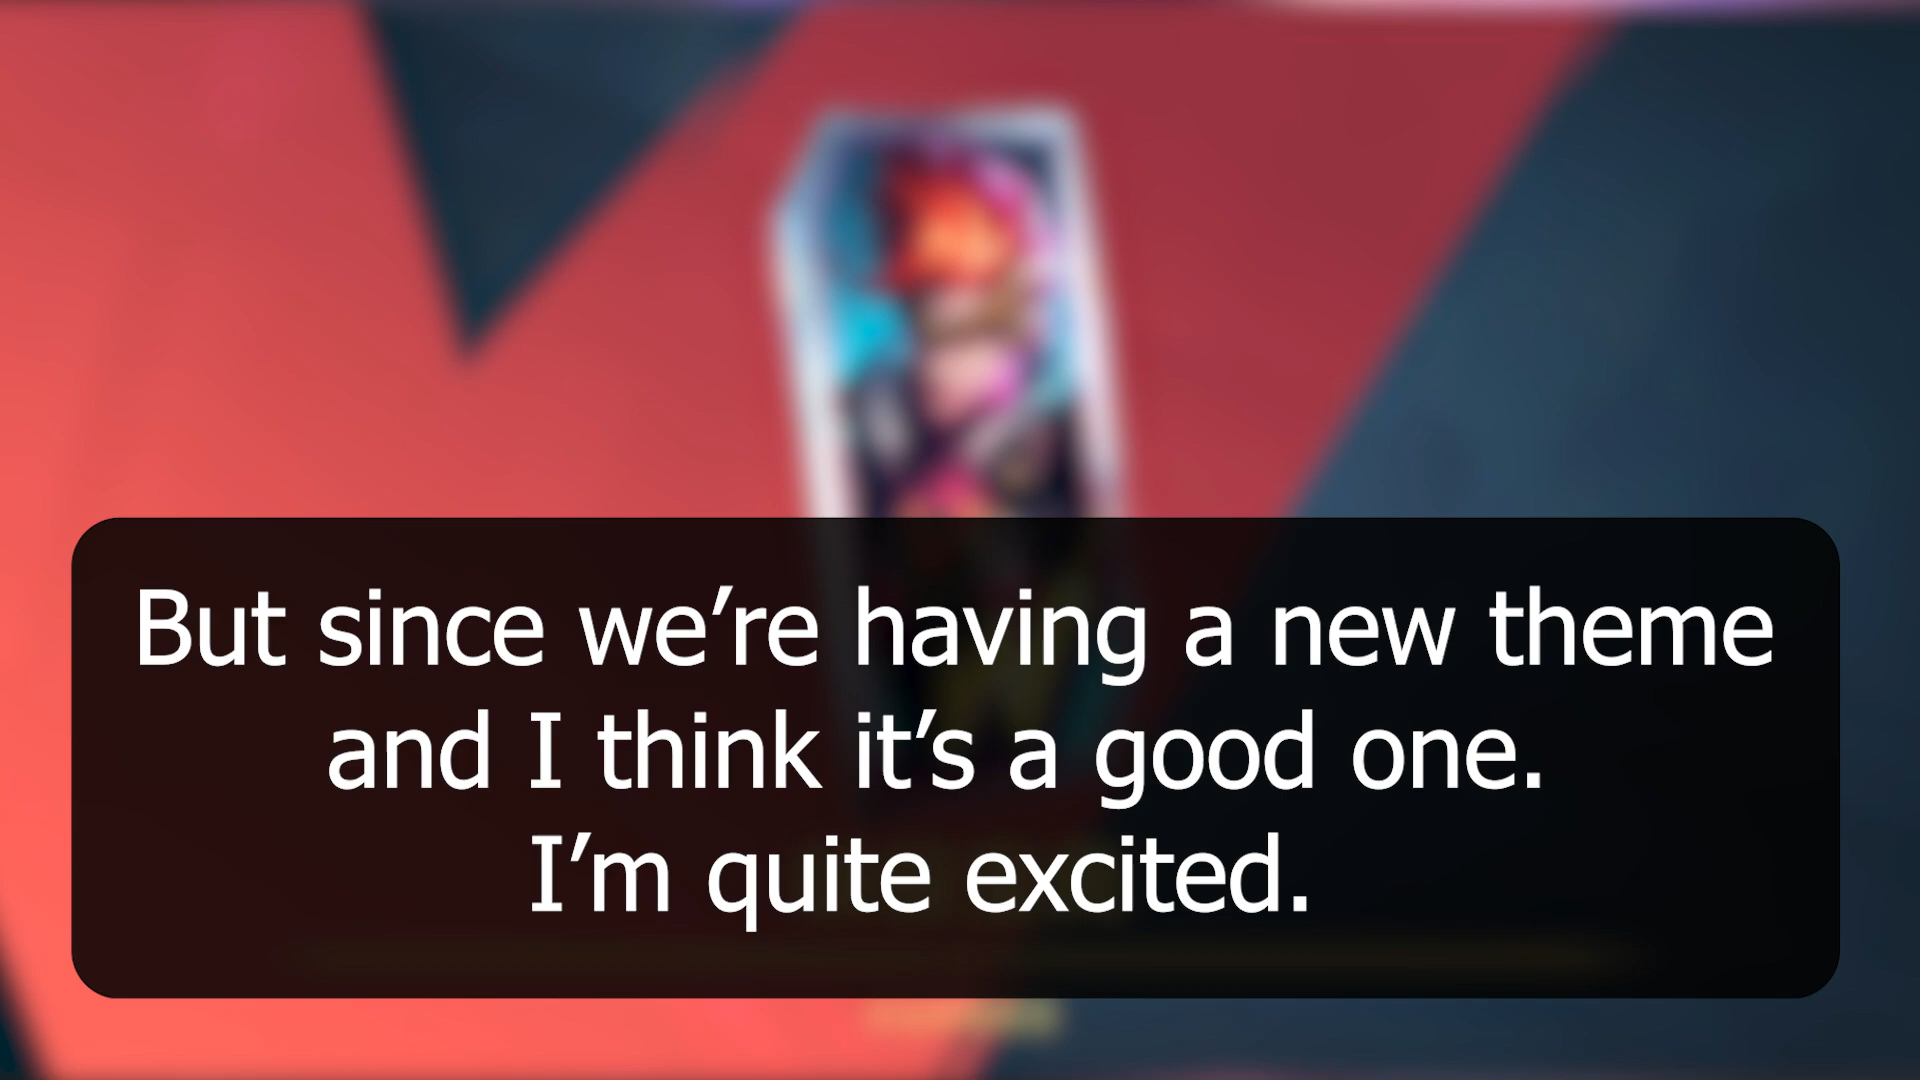 But since we’re having a new theme
and I think it’s a good one.
I’m quite excited.